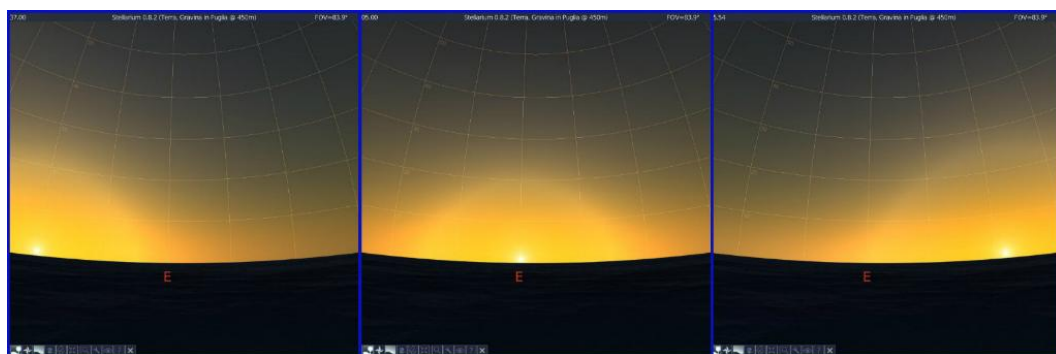 37.00 Stellarium 0.8.2 (Terra, Gravina in Puglia @ 450m) FOV=83.9°
05.00 Stellarium 0.8.2 (Terra, Gravina in Puglia @ 450m) FOV=83.9°
5.54 Stellarium 0.8.2 (Terra, Gravina in Puglia @ 450m) FOV=83.9°
E
E
E